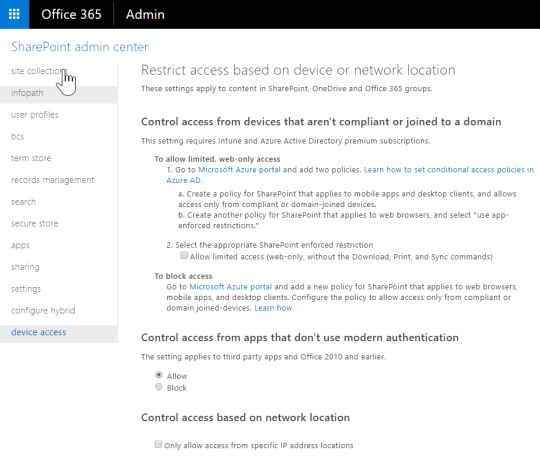 Office 365 Admin
SharePoint admin center
site collections
infopath
user profiles
bcs
term store
records management
search
secure store
apps
sharing
settings
configure hybrid
device access
Restrict access based on device or network location
These settings apply to content in SharePoint, OneDrive and Office 365 groups.
Control access from devices that aren't compliant or joined to a domain
This setting requires Intune and Azure Active Directory premium subscriptions.
To allow limited, web-only access
1. Go to Microsoft Azure portal and add two policies. Learn how to set conditional access policies in
Azure AD.
a. Create a policy for SharePoint that applies to mobile apps and desktop clients, and allows
access only from compliant or domain-joined devices.
b. Create another policy for SharePoint that applies to web browsers, and select "use app-
enforced restrictions."
2. Select the appropriate SharePoint enforced restriction
Allow limited access (web-only, without the Download, Print, and Sync commands)
To block access
Go to Microsoft Azure portal and add a new policy for SharePoint that applies to web browsers,
mobile apps, and desktop clients. Configure the policy to allow access only from compliant or
domain joined-devices. Learn how
Control access from apps that don't use modern authentication
The setting applies to third party apps and Office 2010 and earlier.
Allow
Block
Control access based on network location
Only allow access from specific IP address locations